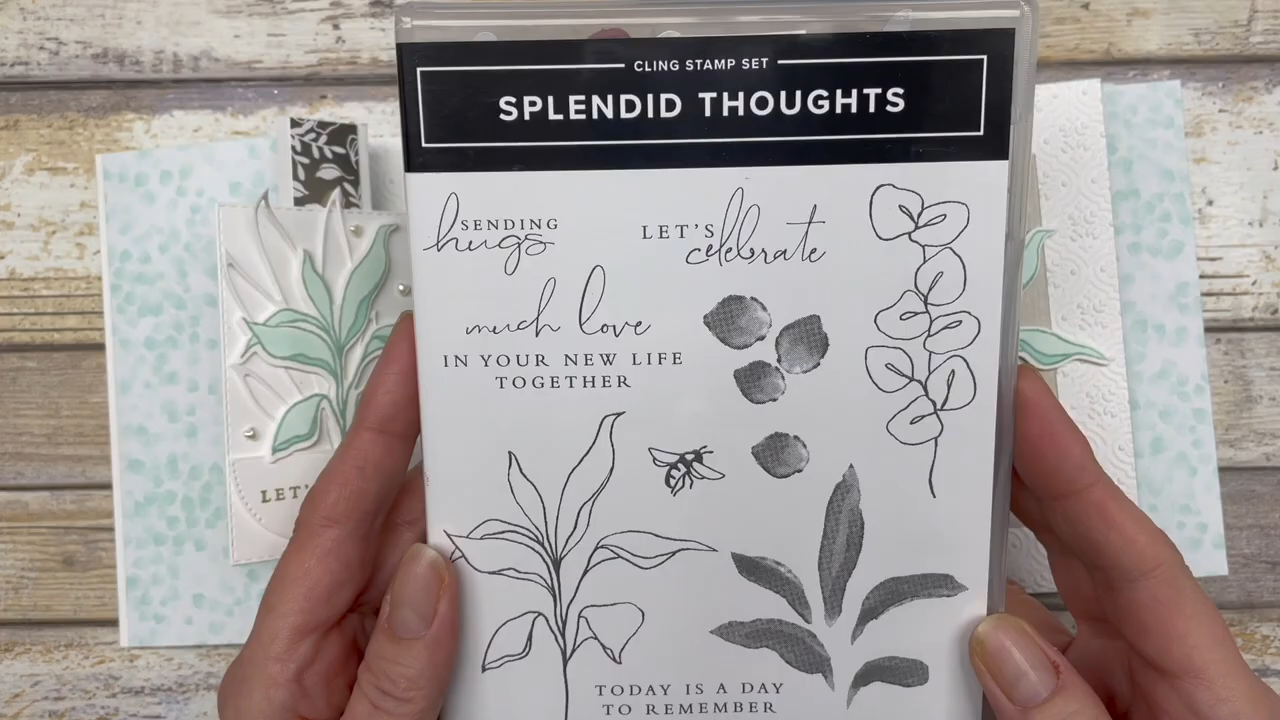 CLING STAMP SET
SPLENDID THOUGHTS
SENDING
hugs
LET'S
celebrate
much love
IN YOUR NEW LIFE
TOGETHER
TODAY IS A DAY
TO REMEMBER
LET'